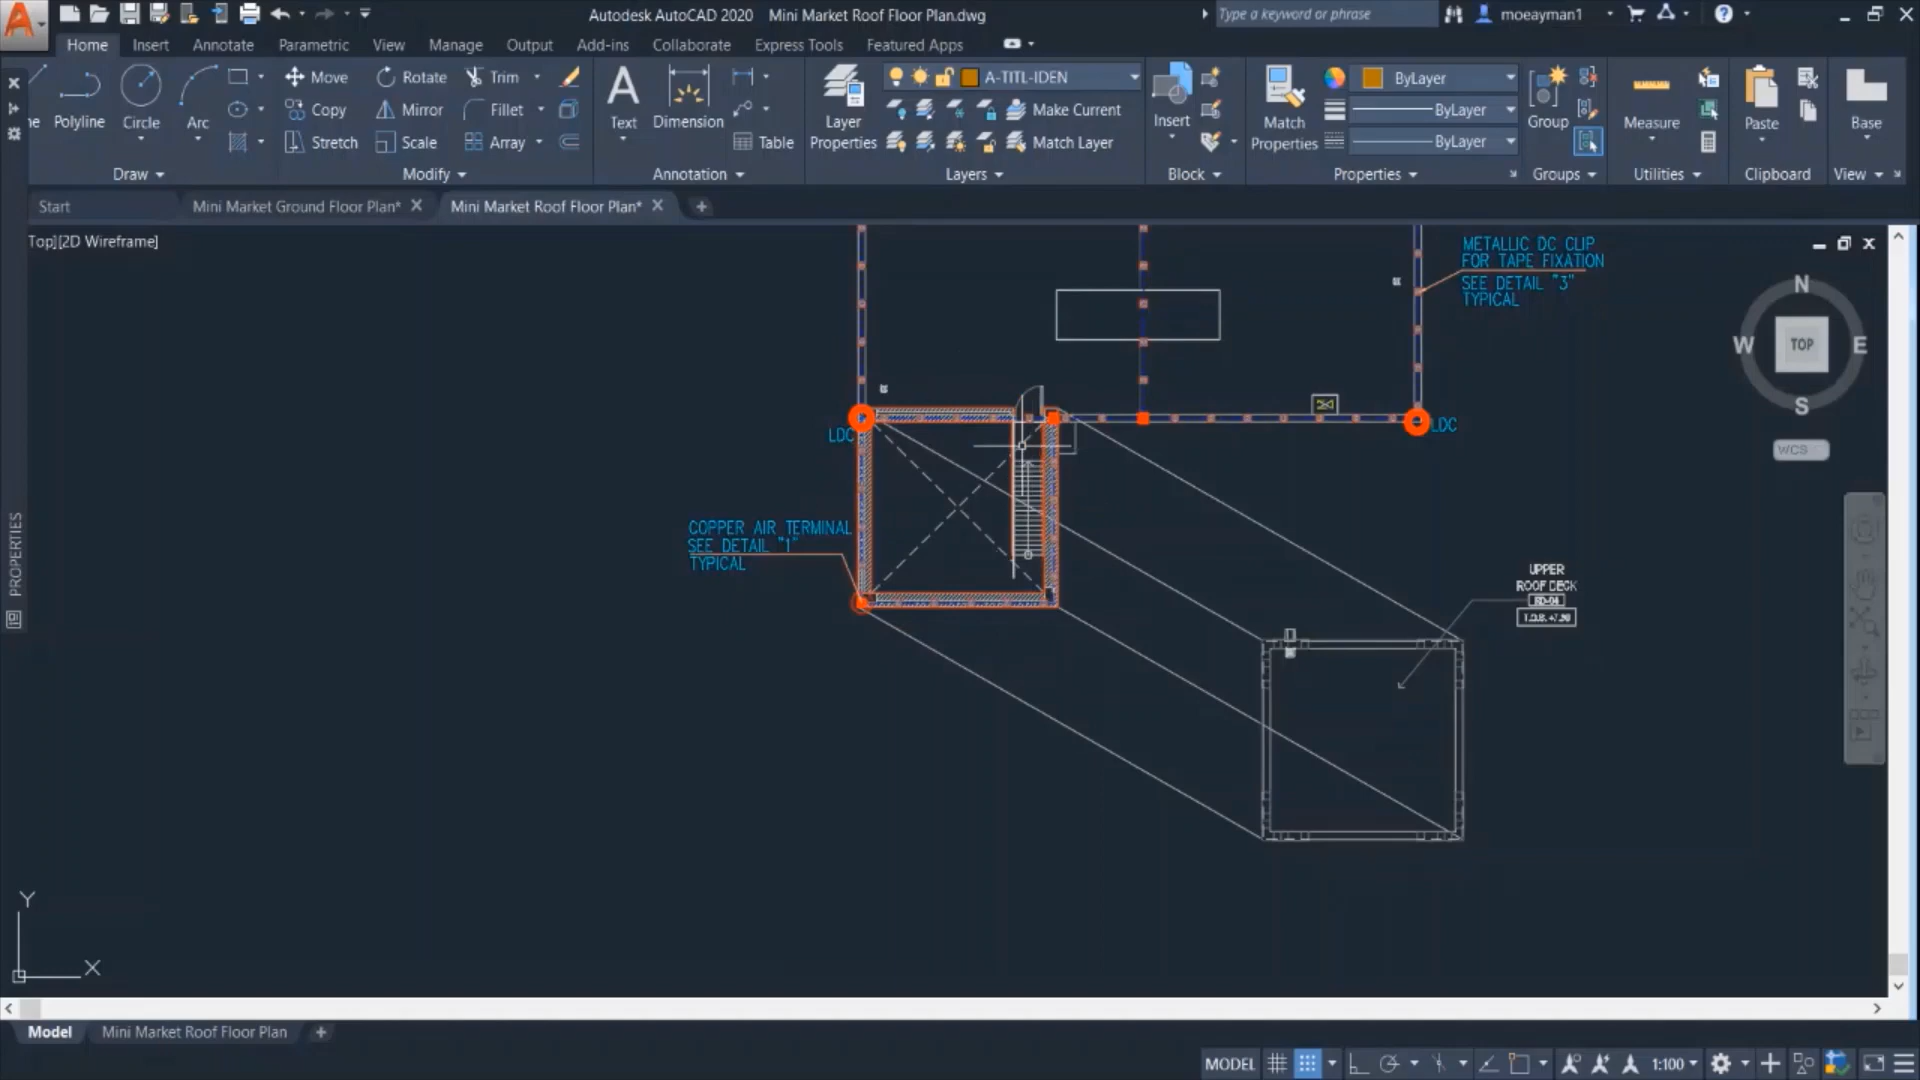 Autodesk AutoCAD 2020 Mini Market Roof Floor Plan.dwg
Type a keyword or phrase
moeayman1
Home Insert Annotate Parametric View Manage Output Add-ins Collaborate Express Tools Featured Apps
Move Rotate Trim
A-TITL-IDEN
ByLayer
Polyline Circle Arc
Copy Mirror Fillet
Text Dimension
Layer Properties
Make Current
Insert
Match Properties
ByLayer
Group
Measure
Paste
Base
Stretch Scale Array
Table
Match Layer
ByLayer
Draw Modify Annotation Layers Block Properties Groups Utilities Clipboard View
Start Mini Market Ground Floor Plan* Mini Market Roof Floor Plan*
Top][2D Wireframe]
METALLIC DC CLIP
FOR TAPE FIXATION
SEE DETAIL "3"
TYPICAL
N
W TOP E
S
WCS
LDC
LDC
COPPER AIR TERMINAL
SEE DETAIL "1"
TYPICAL
UPPER
ROOF DECK
PROPERTIES
Y
X
Model Mini Market Roof Floor Plan
MODEL 1:100